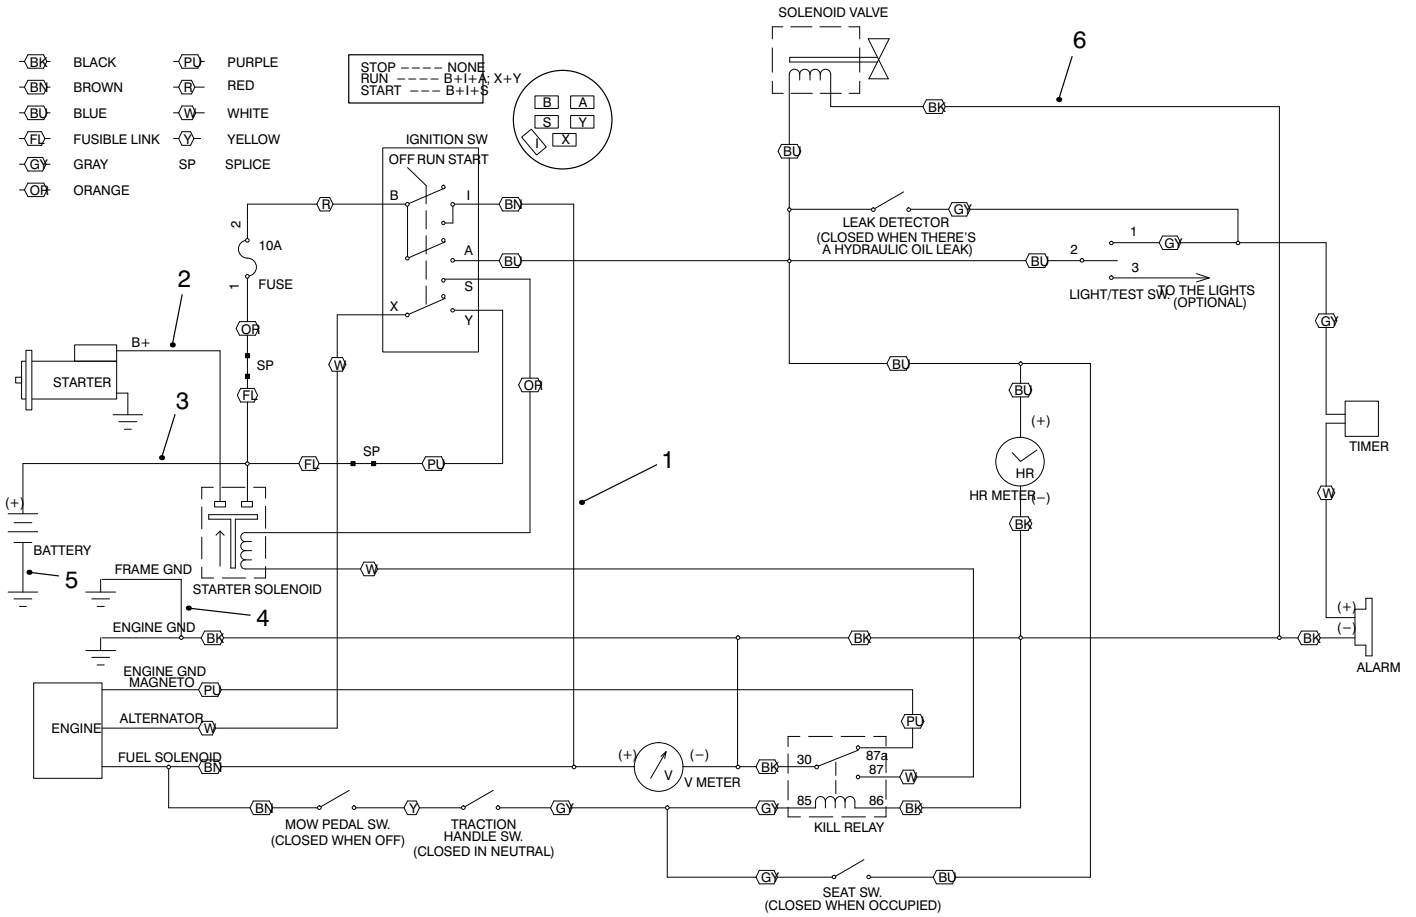 SOLENOID VALVE
6
BK BLACK
PU PURPLE
BN BROWN
R RED
BU BLUE
W WHITE
FL FUSIBLE LINK
Y YELLOW
GY GRAY
SP SPLICE
OR ORANGE
STOP ---- NONE
RUN ---- B+I+A; X+Y
START --- B+I+S
B A
S Y
I X
IGNITION SW
OFF RUN START
B
I
A
S
X
Y
R
BN
BU
BK
BU
2
10A
FUSE
1
OR
SP
FL
W
OR
LEAK DETECTOR
(CLOSED WHEN THERE'S
A HYDRAULIC OIL LEAK)
GY
BU
2
1
GY
3
TO THE LIGHTS
(OPTIONAL)
LIGHT/TEST SW.
GY
2
B+
STARTER
3
FL
SP
PU
1
BU
BU
(+)
HR
HR METER
(−)
BK
TIMER
W
(+)
BATTERY
5
STARTER SOLENOID
W
FRAME GND
4
ENGINE GND
BK
BK
(+)
(−)
BK
ALARM
ENGINE
ENGINE GND
MAGNETO
PU
PU
ALTERNATOR
W
FUEL SOLENOID
BN
(+)
V
(−)
V METER
BK
30
87a
87
W
85
86
GY
BK
KILL RELAY
BN
MOW PEDAL SW.
(CLOSED WHEN OFF)
Y
TRACTION
HANDLE SW.
(CLOSED IN NEUTRAL)
GY
GY
SEAT SW.
(CLOSED WHEN OCCUPIED)
BU